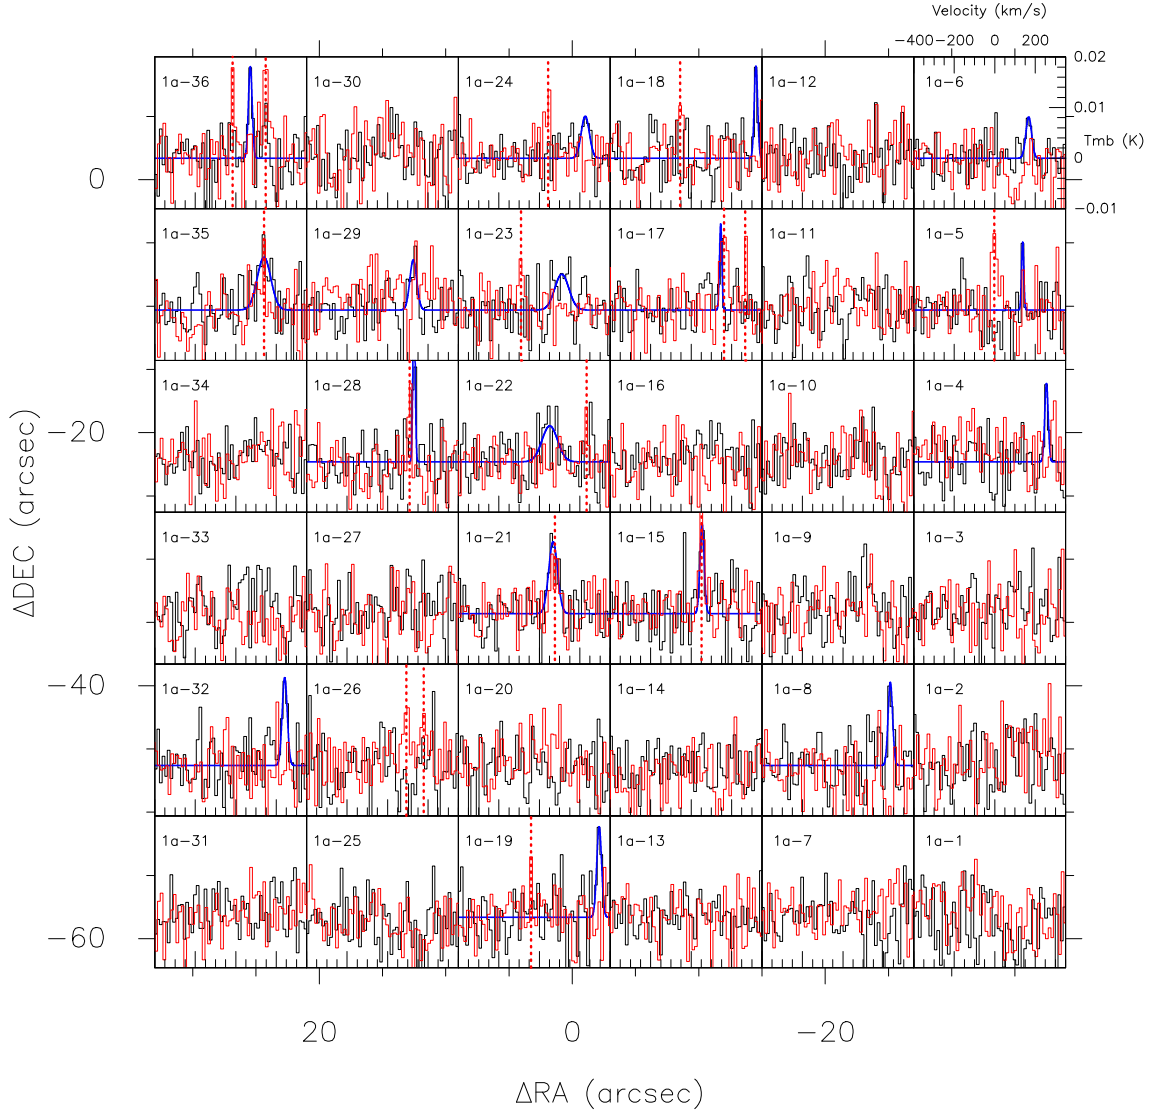 Velocity (km/s)
−400−200 0 200
1a−36 1a−30 1a−24 1a−18 1a−12 1a−6
0.02
0.01
Tmb (K)
0
−0.01
0
1a−35 1a−29 1a−23 1a−17 1a−11 1a−5
1a−34 1a−28 1a−22 1a−16 1a−10 1a−4
−20
1a−33 1a−27 1a−21 1a−15 1a−9 1a−3
ΔDEC (arcsec)
−40
1a−32 1a−26 1a−20 1a−14 1a−8 1a−2
1a−31 1a−25 1a−19 1a−13 1a−7 1a−1
−60
20 0 −20
ΔRA (arcsec)